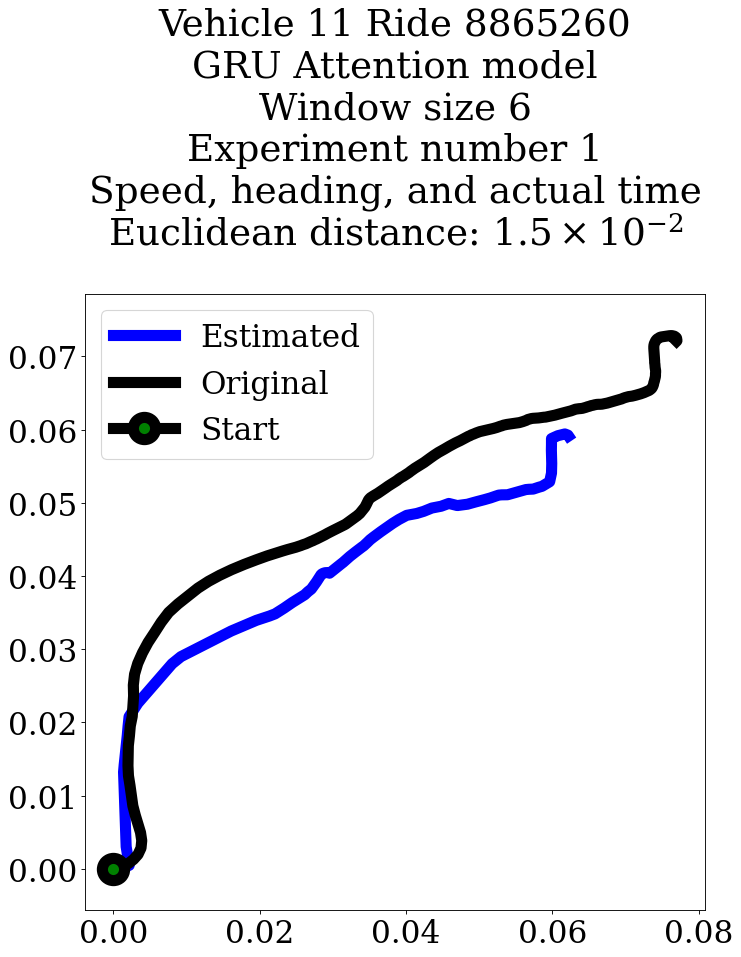 Vehicle 11 Ride 8865260
GRU Attention model
Window size 6
Experiment number 1
Speed, heading, and actual time
Euclidean distance: 1.5 × 10⁻²
Estimated
Original
Start
0.07
0.06
0.05
0.04
0.03
0.02
0.01
0.00
0.00 0.02 0.04 0.06 0.08